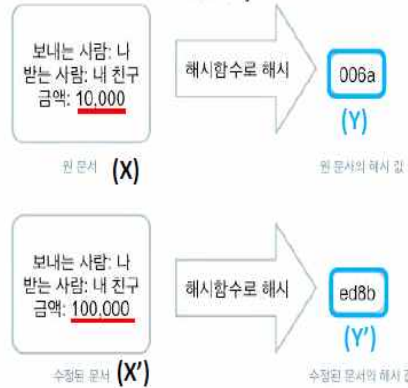 보내는 사람: 나
받는 사람: 내 친구
금액: 10,000
해시함수로 해시
006a
(Y)
원 문서 (X)
원 문서의 해시 값
보내는 사람: 나
받는 사람: 내 친구
금액: 100,000
해시함수로 해시
ed8b
(Y')
수정된 문서 (X')
수정된 문서의 해시